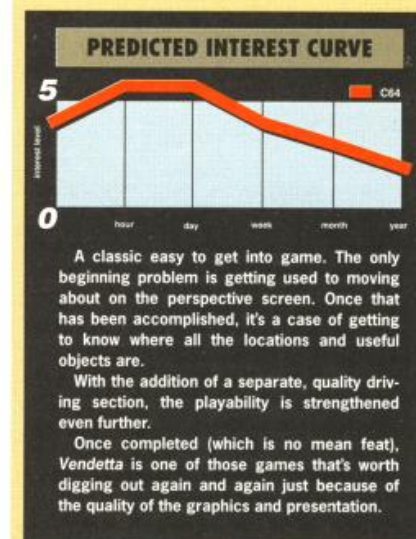 PREDICTED INTEREST CURVE
5
C64
interest level
0
hour day week month year
A classic easy to get into game. The only
beginning problem is getting used to moving
about on the perspective screen. Once that
has been accomplished, it's a case of getting
to know where all the locations and useful
objects are.
With the addition of a separate, quality driv-
ing section, the playability is strengthened
even further.
Once completed (which is no mean feat),
Vendetta is one of those games that's worth
digging out again and again just because of
the quality of the graphics and presentation.